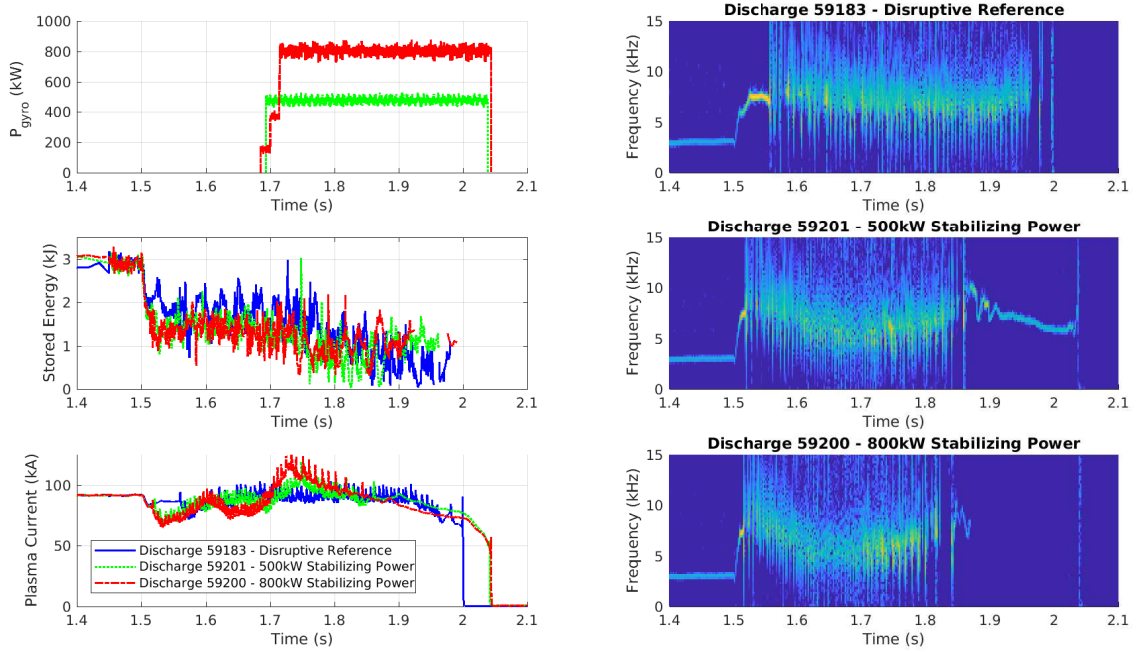 1000
800
600
400
200
0
P_gyro (kW)
1.4 1.5 1.6 1.7 1.8 1.9 2 2.1
Time (s)
3
2
1
0
Stored Energy (kJ)
1.4 1.5 1.6 1.7 1.8 1.9 2 2.1
Time (s)
100
50
0
Plasma Current (kA)
Discharge 59183 - Disruptive Reference
Discharge 59201 - 500kW Stabilizing Power
Discharge 59200 - 800kW Stabilizing Power
1.4 1.5 1.6 1.7 1.8 1.9 2 2.1
Time (s)
Discharge 59183 - Disruptive Reference
15
10
5
0
Frequency (kHz)
1.4 1.5 1.6 1.7 1.8 1.9 2 2.1
Time (s)
Discharge 59201 - 500kW Stabilizing Power
15
10
5
0
Frequency (kHz)
1.4 1.5 1.6 1.7 1.8 1.9 2 2.1
Time (s)
Discharge 59200 - 800kW Stabilizing Power
15
10
5
0
Frequency (kHz)
1.4 1.5 1.6 1.7 1.8 1.9 2 2.1
Time (s)